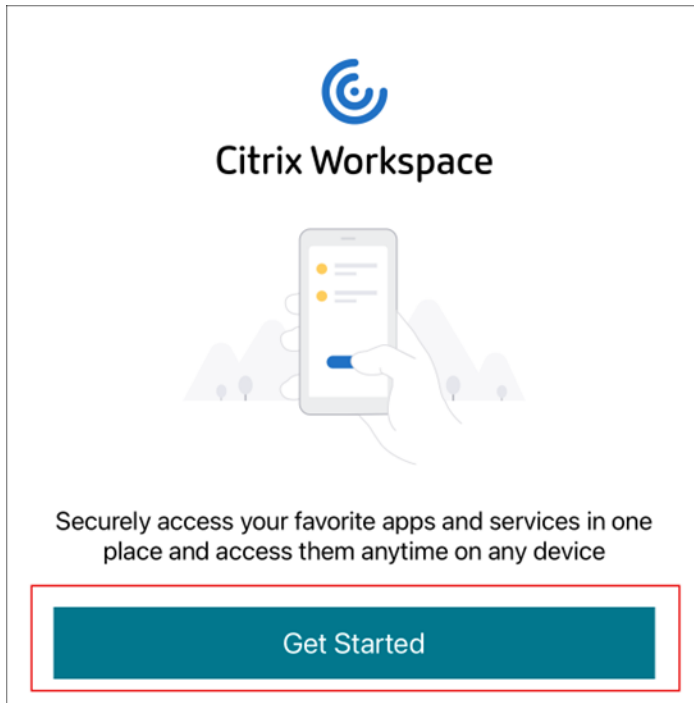 Citrix Workspace
Securely access your favorite apps and services in one
place and access them anytime on any device
Get Started